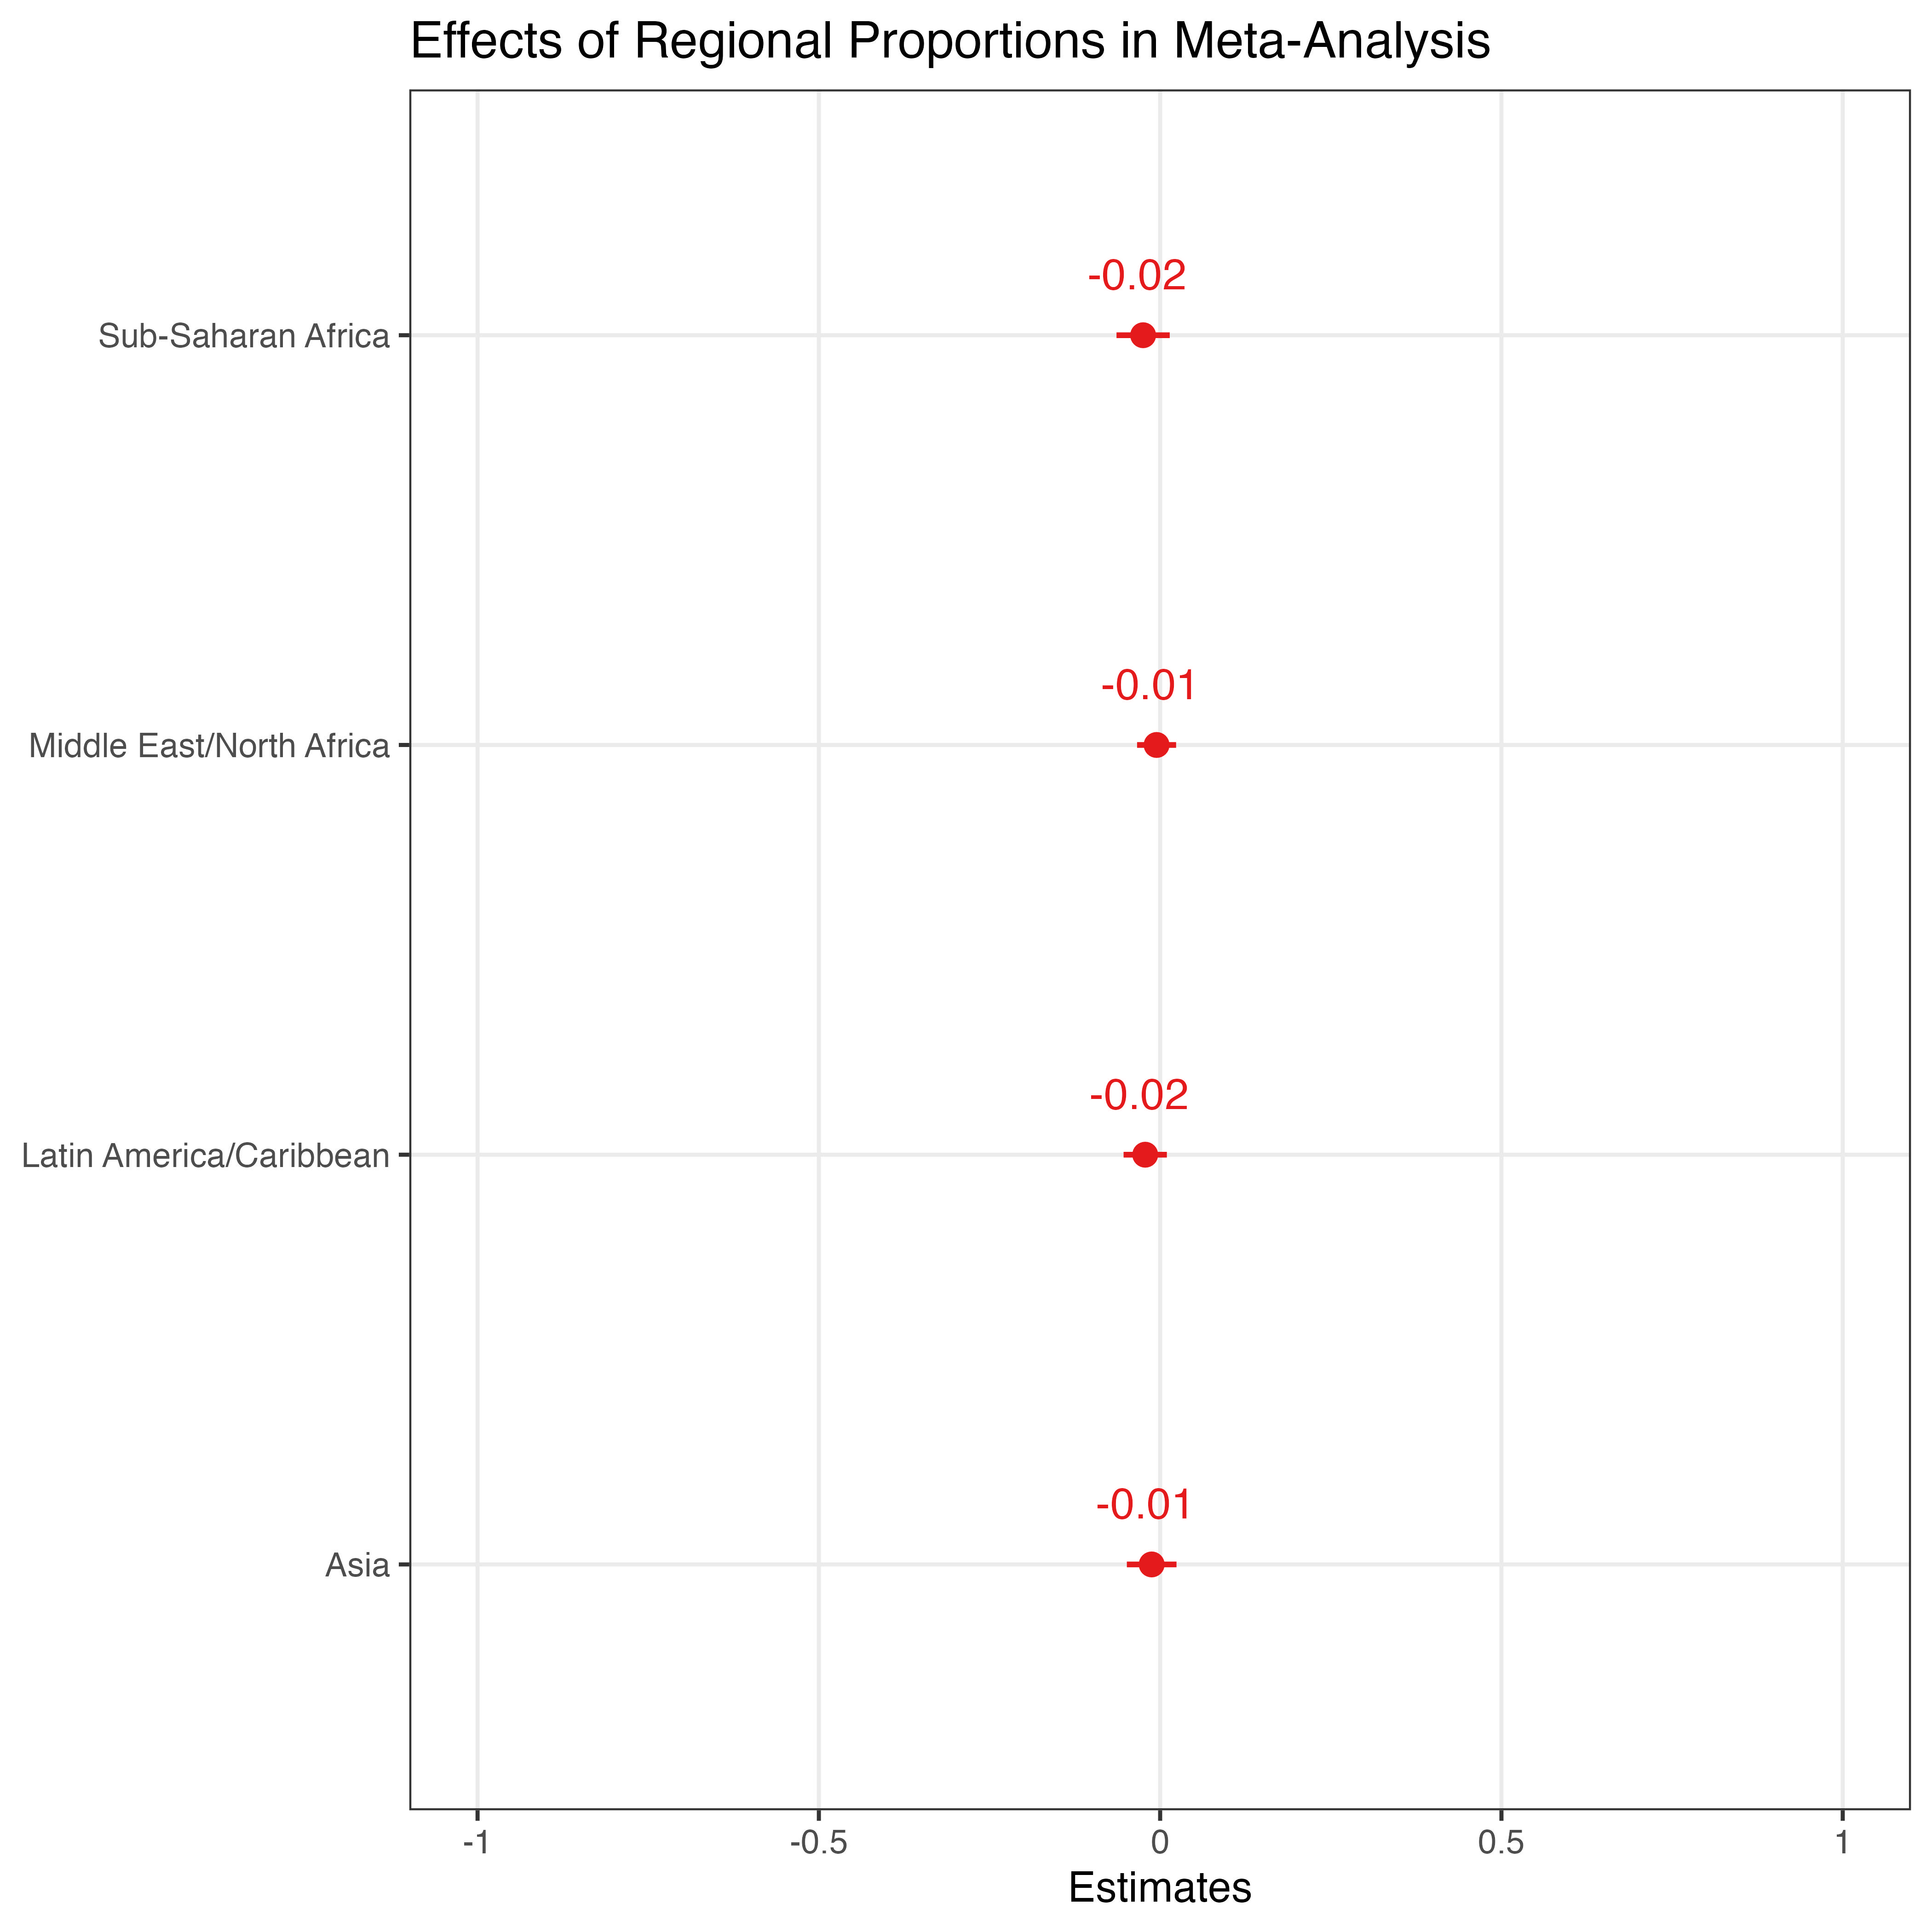 Effects of Regional Proportions in Meta-Analysis
-0.02
Sub-Saharan Africa
-0.01
Middle East/North Africa
-0.02
Latin America/Caribbean
-0.01
Asia
-1 -0.5 0 0.5 1
Estimates